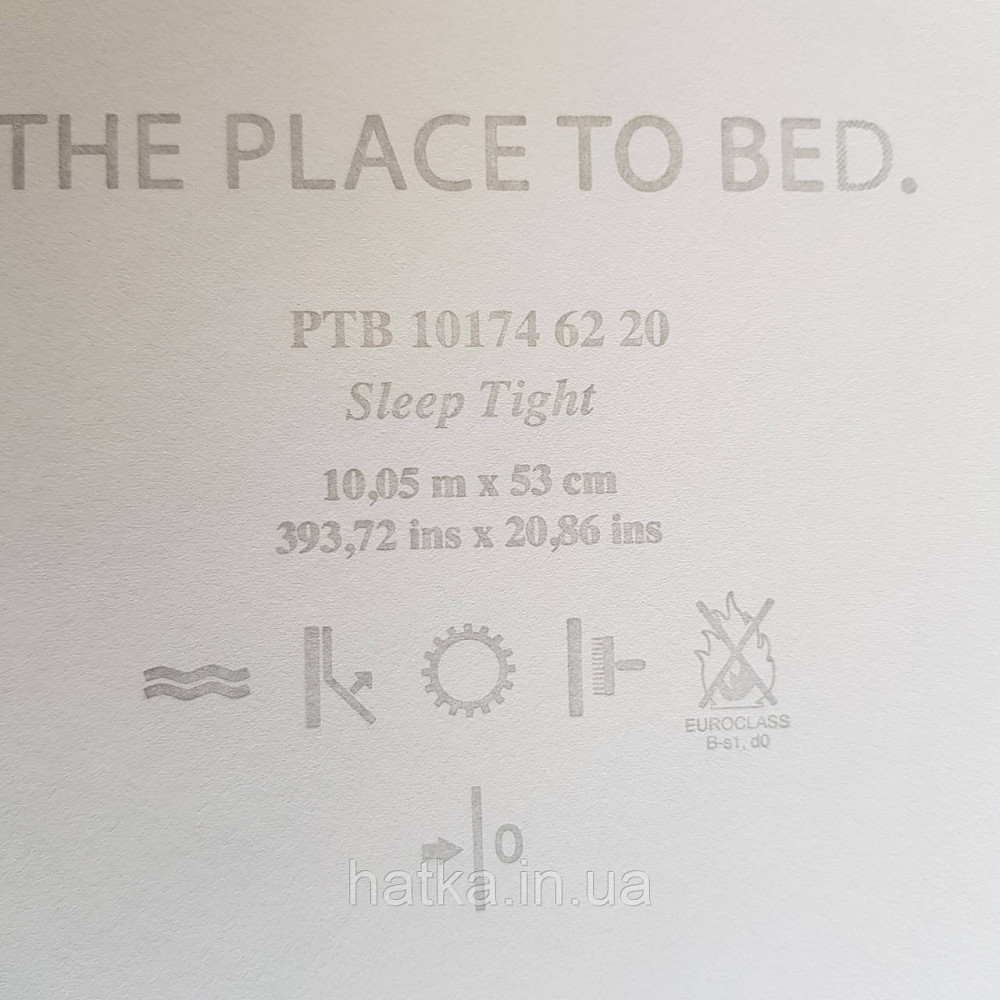 THE PLACE TO BED.
PTB 10174 62 20
Sleep Tight
10,05 m x 53 cm
393,72 ins x 20,86 ins
EUROCLASS
B-s1, d0
0
hatka.in.ua